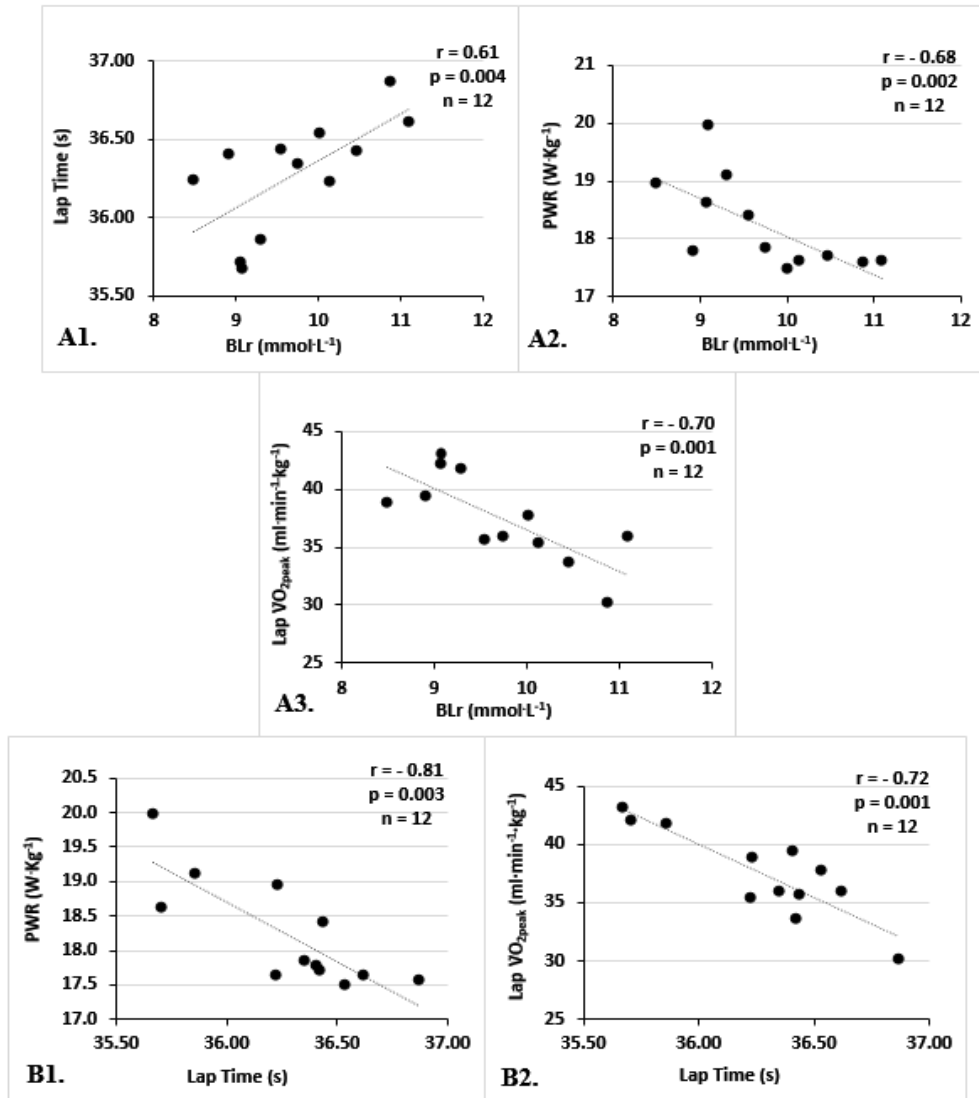 r = 0.61
p = 0.004
n = 12
37.00
36.50
36.00
35.50
Lap Time (s)
8 9 10 11 12
BLr (mmol·L⁻¹)
A1.
r = - 0.68
p = 0.002
n = 12
21
20
19
18
17
PWR (W·Kg⁻¹)
8 9 10 11 12
BLr (mmol·L⁻¹)
A2.
r = - 0.70
p = 0.001
n = 12
45
40
35
30
25
Lap VO₂peak (ml·min⁻¹·kg⁻¹)
8 9 10 11 12
BLr (mmol·L⁻¹)
A3.
r = - 0.81
p = 0.003
n = 12
20.5
20.0
19.5
19.0
18.5
18.0
17.5
17.0
PWR (W·Kg⁻¹)
35.50 36.00 36.50 37.00
Lap Time (s)
B1.
r = - 0.72
p = 0.001
n = 12
45
40
35
30
25
Lap VO₂peak (ml·min⁻¹·kg⁻¹)
35.50 36.00 36.50 37.00
Lap Time (s)
B2.